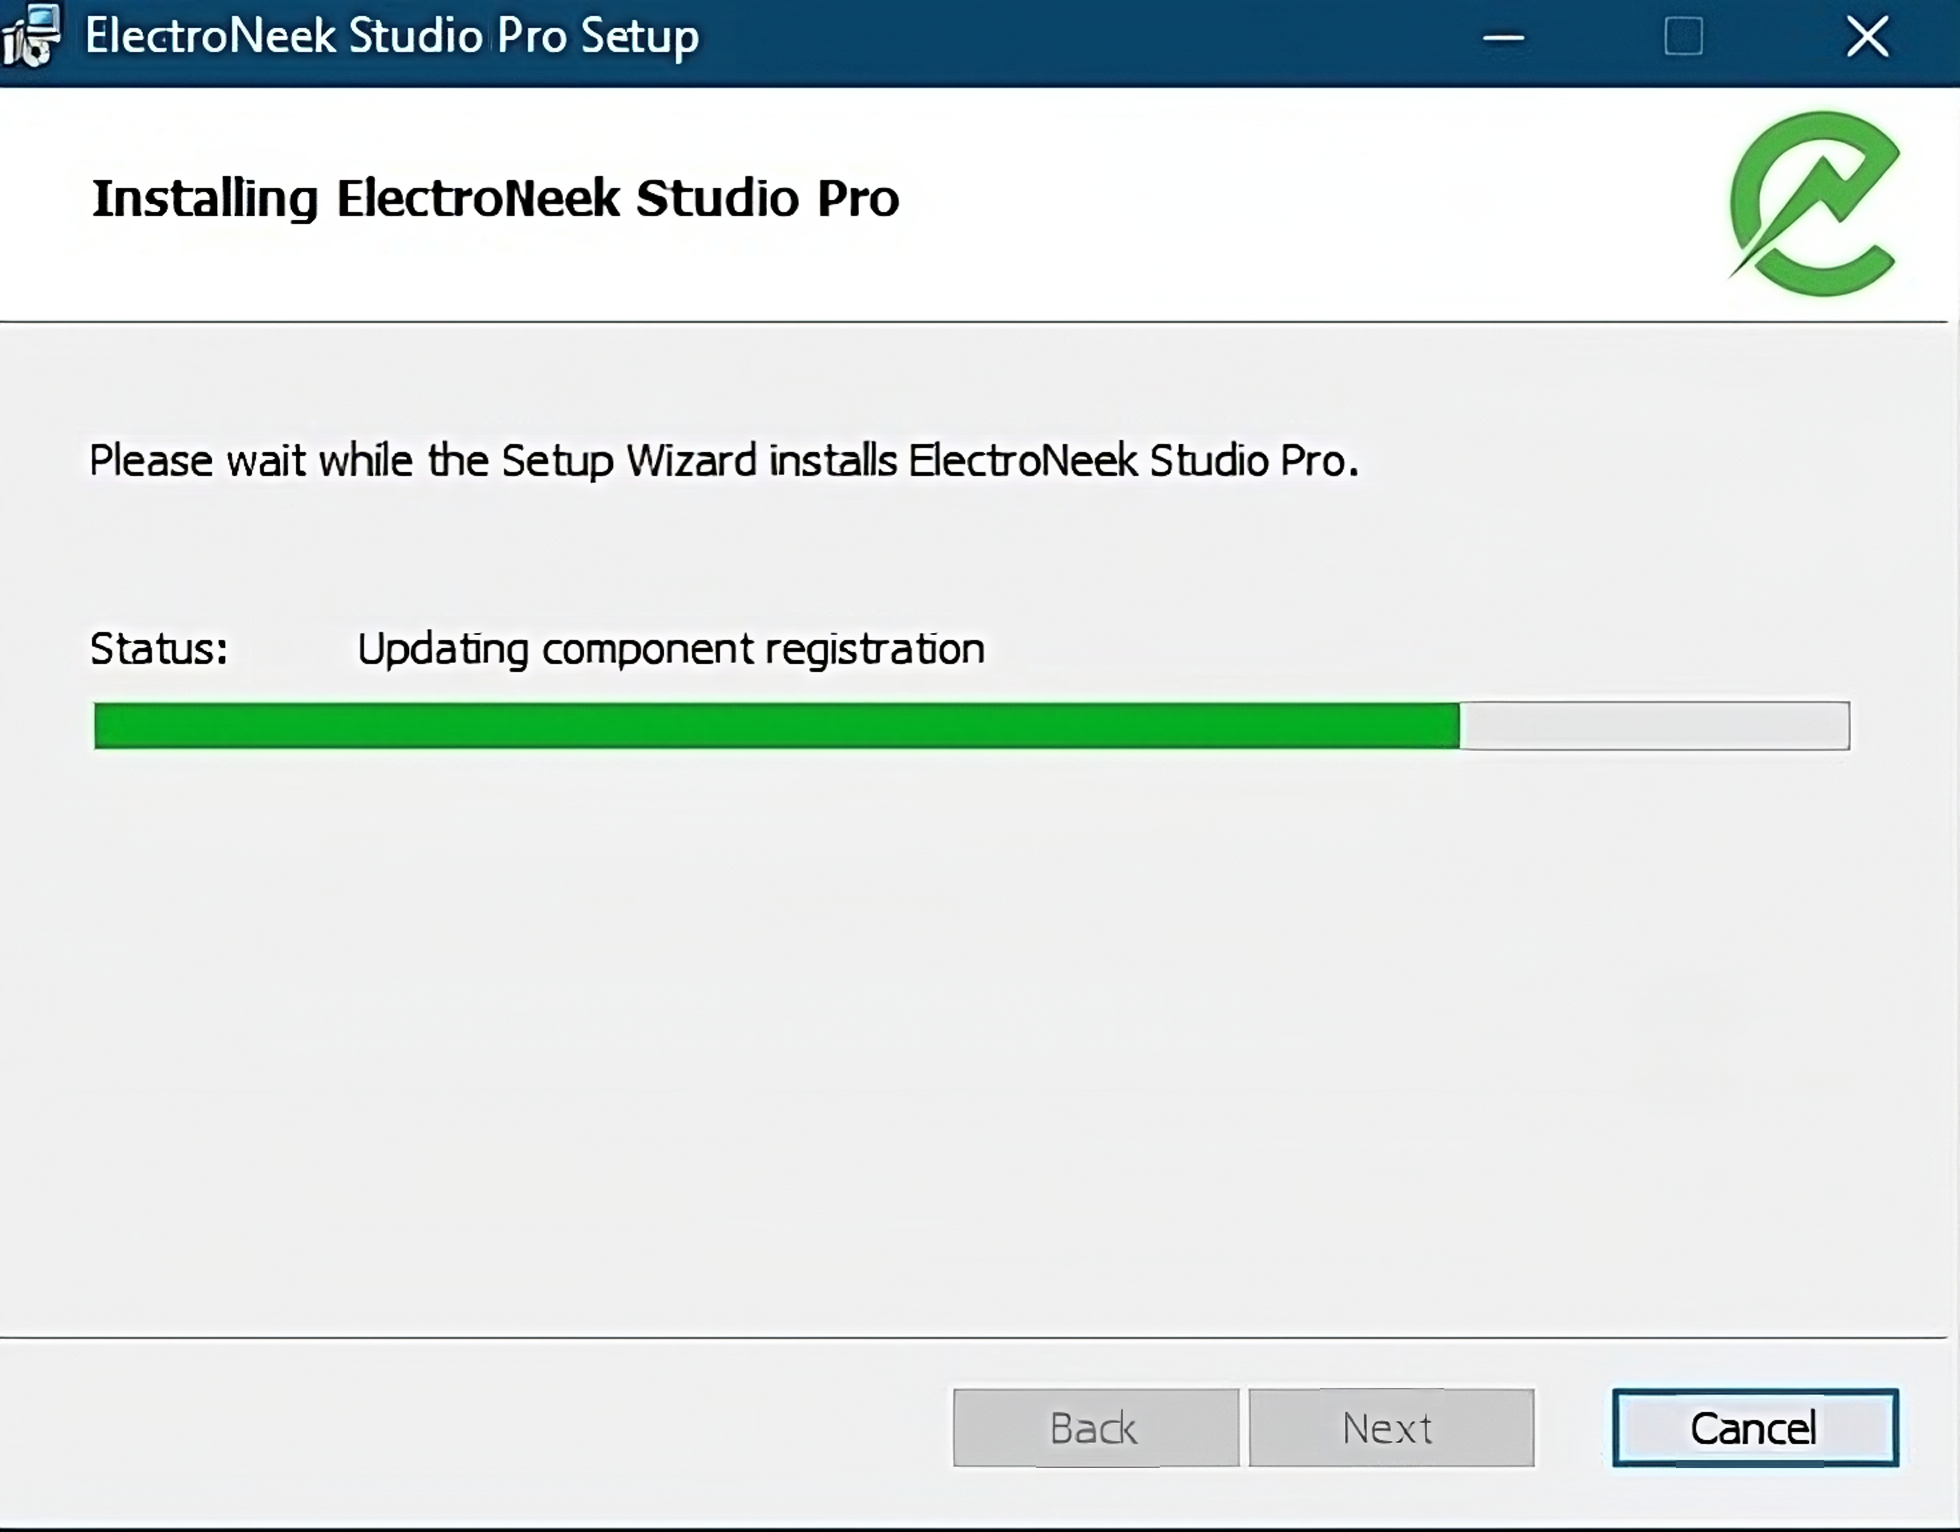 ElectroNeek Studio Pro Setup
Installing ElectroNeek Studio Pro
Please wait while the Setup Wizard installs ElectroNeek Studio Pro.
Status: Updating component registration
Back Next Cancel